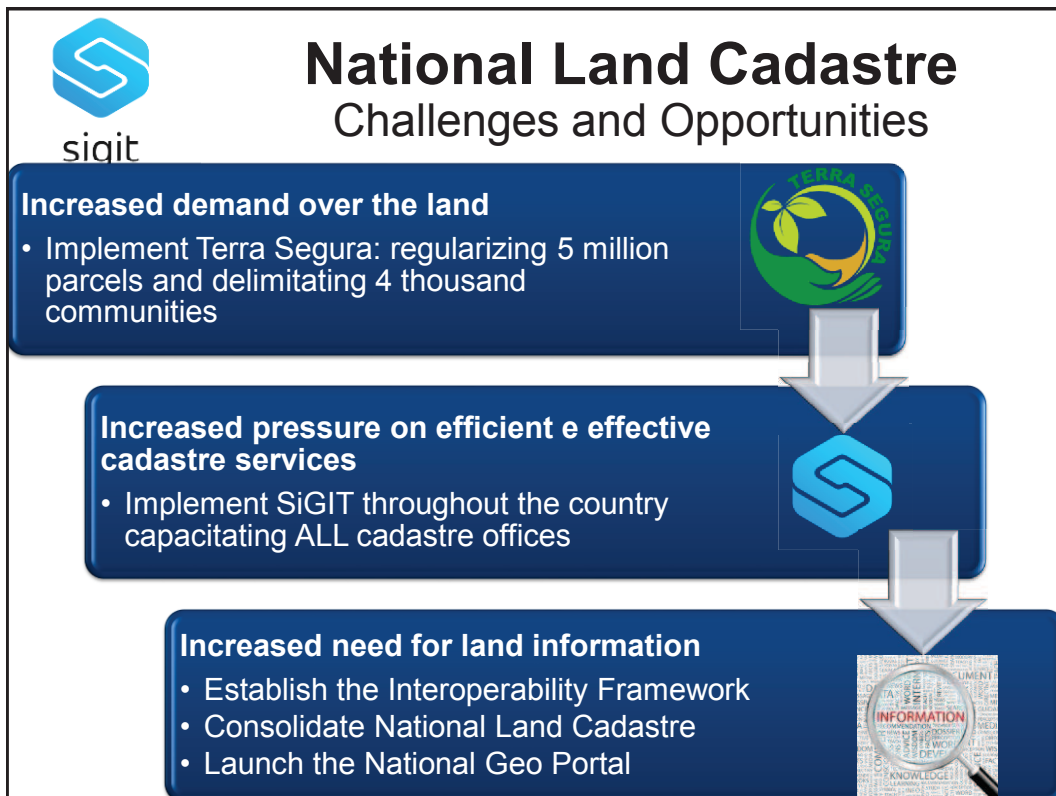 sigit
National Land Cadastre
Challenges and Opportunities
Increased demand over the land
• Implement Terra Segura: regularizing 5 million
parcels and delimitating 4 thousand
communities
TERRA SEGURA
Increased pressure on efficient e effective
cadastre services
• Implement SiGIT throughout the country
capacitating ALL cadastre offices
Increased need for land information
• Establish the Interoperability Framework
• Consolidate National Land Cadastre
• Launch the National Geo Portal
INFORMATION
KNOWLEDGE